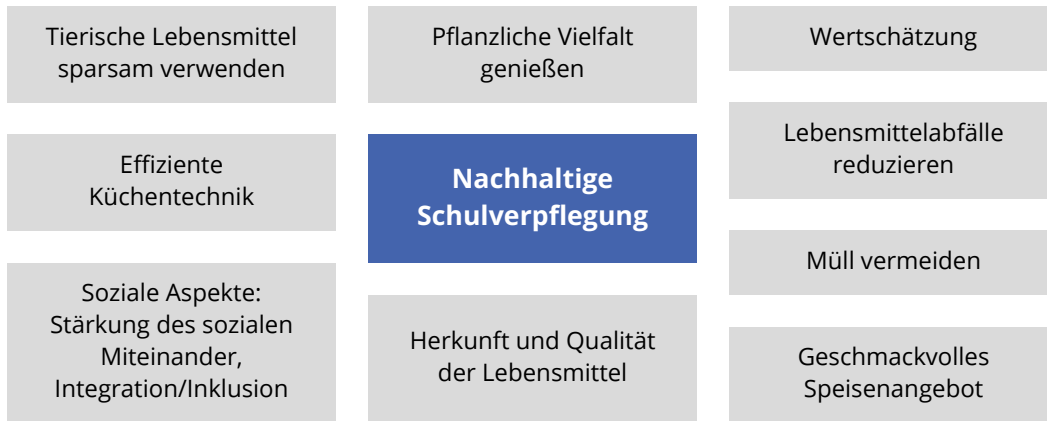 Tierische Lebensmittel
sparsam verwenden
Pflanzliche Vielfalt
genießen
Wertschätzung
Lebensmittelabfälle
reduzieren
Effiziente
Küchentechnik
Nachhaltige
Schulverpflegung
Müll vermeiden
Soziale Aspekte:
Stärkung des sozialen
Miteinander,
Integration/Inklusion
Herkunft und Qualität
der Lebensmittel
Geschmackvolles
Speisenangebot